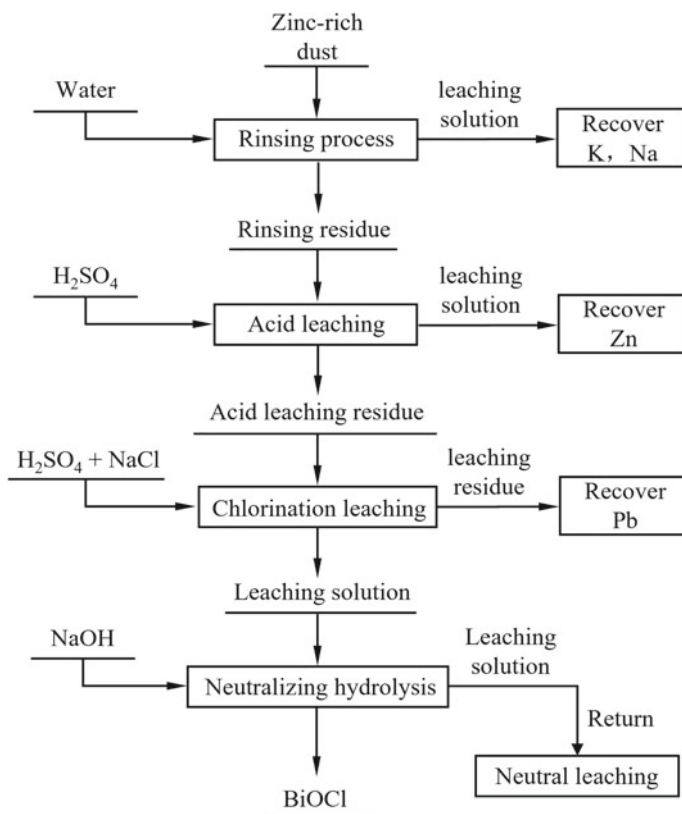 Zinc-rich
dust
Water
leaching
solution
Rinsing process
Recover
K，Na
Rinsing residue
H₂SO₄
leaching
solution
Acid leaching
Recover
Zn
Acid leaching residue
H₂SO₄ + NaCl
leaching
residue
Chlorination leaching
Recover
Pb
Leaching solution
NaOH
Leaching
solution
Neutralizing hydrolysis
Return
Neutral leaching
BiOCl